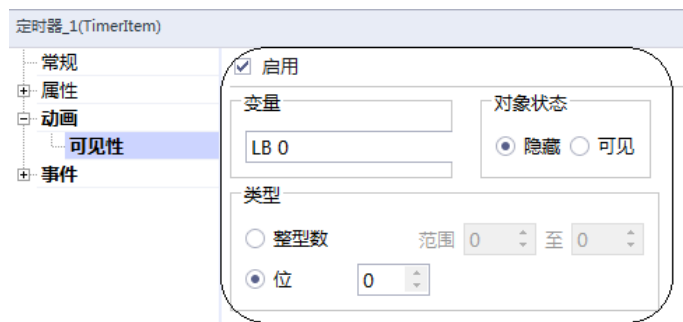 定时器_1(TimerItem)
常规
属性
动画
可见性
事件
启用
变量
LB 0
对象状态
隐藏 可见
类型
整型数 范围 0 至 0
位 0